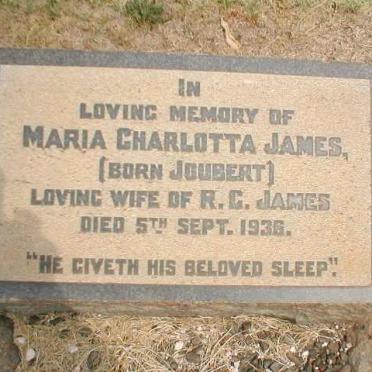 IN
LOVING MEMORY OF
MARIA CHARLOTTA JAMES,
(BORN JOUBERT)
LOVING WIFE OF R. C. JAMES
DIED 5TH SEPT. 1936.
"HE GIVETH HIS BELOVED SLEEP".